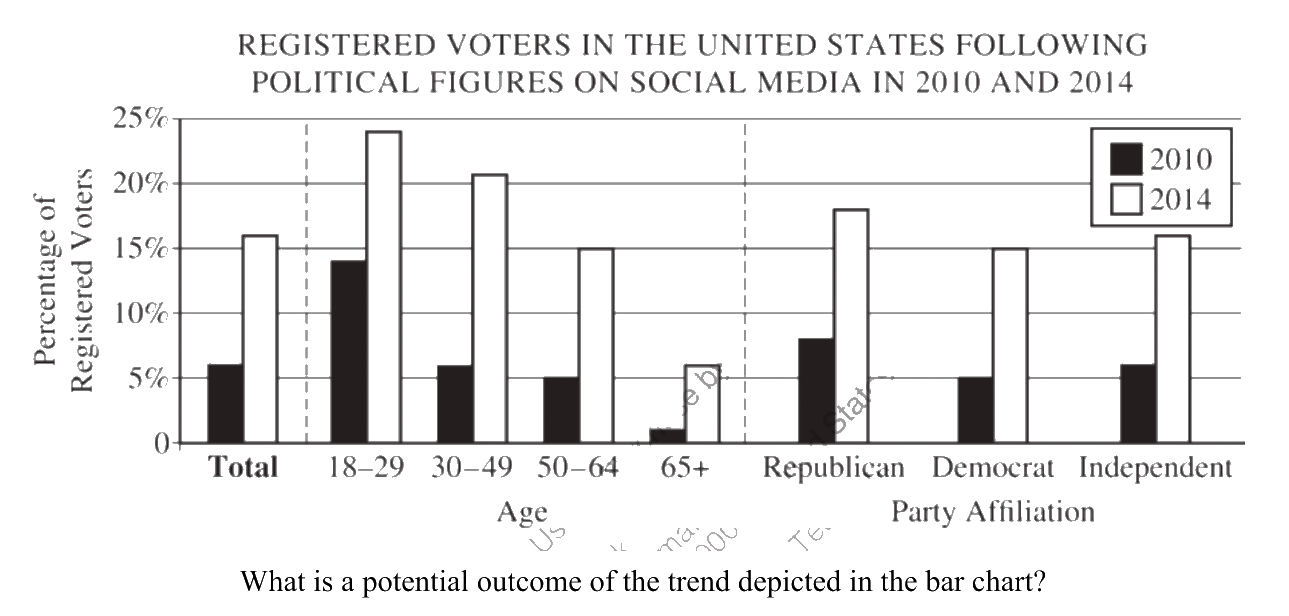 REGISTERED VOTERS IN THE UNITED STATES FOLLOWING
POLITICAL FIGURES ON SOCIAL MEDIA IN 2010 AND 2014
25%
20%
15%
10%
5%
0
Percentage of
Registered Voters
2010
2014
Total
18–29
30–49
50–64
65+
Republican
Democrat
Independent
Age
Party Affiliation
What is a potential outcome of the trend depicted in the bar chart?